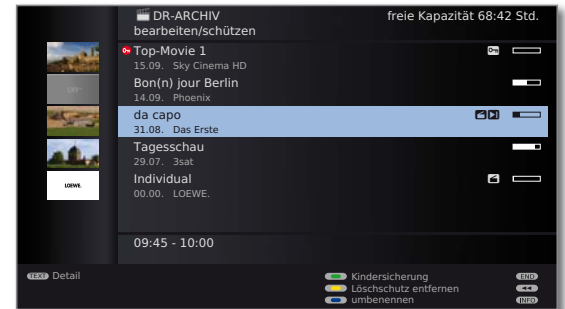 DR-ARCHIV
freie Kapazität 68:42 Std.
bearbeiten/schützen
Top-Movie 1
15.09. Sky Cinema HD
Bon(n) jour Berlin
14.09. Phoenix
da capo
31.08. Das Erste
Tagesschau
29.07. 3sat
Individual
00.00. LOEWE.
LOEWE.
09:45 - 10:00
TEXT Detail
Kindersicherung
END
Löschschutz entfernen
umbenennen
INFO